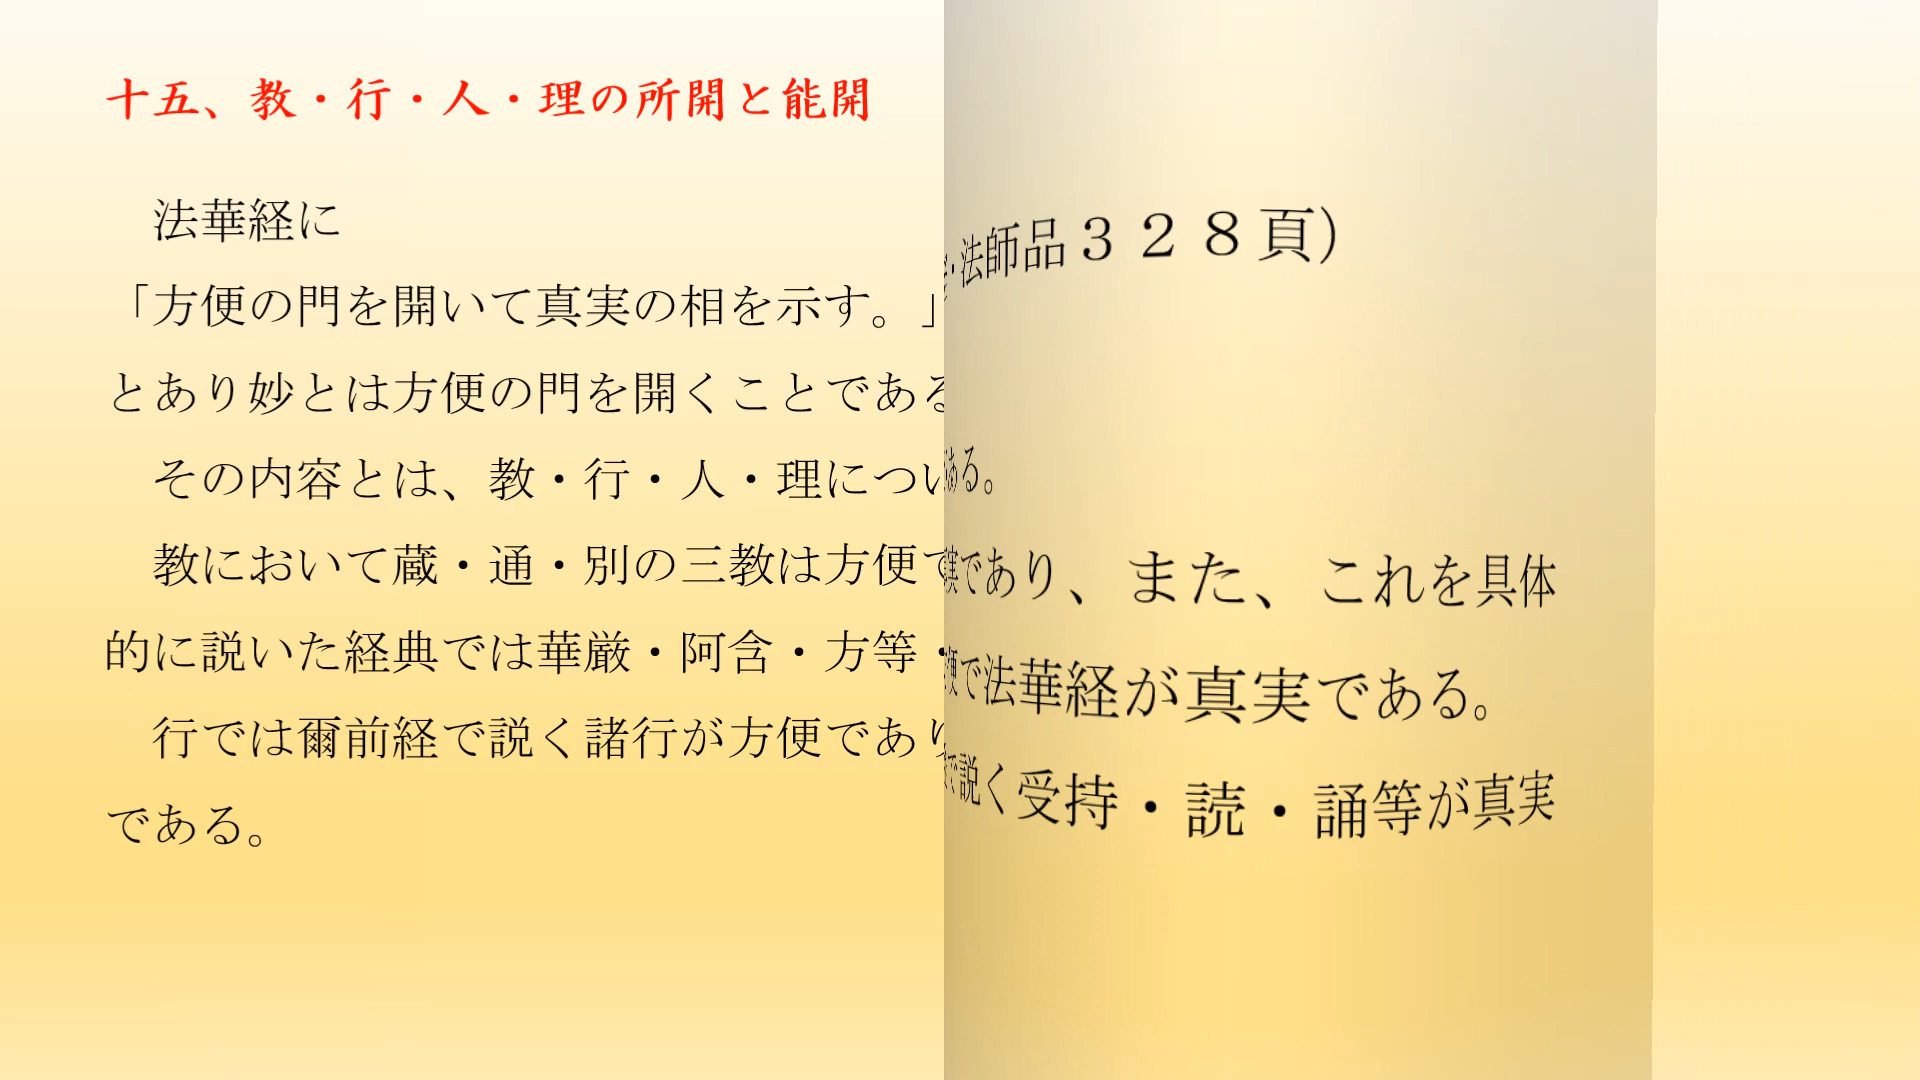 十五、教・行・人・理の所開と能開
法華経に
「方便の門を開いて真実の相を示す。」
・法師品３２８頁）
とあり妙とは方便の門を開くことである。
その内容とは、教・行・人・理につい
ある。
教において蔵・通・別の三教は方便で
実であり、また、これを具体
的に説いた経典では華厳・阿含・方等・
便で法華経が真実である。
行では爾前経で説く諸行が方便であり
で説く受持・読・誦等が真実
である。